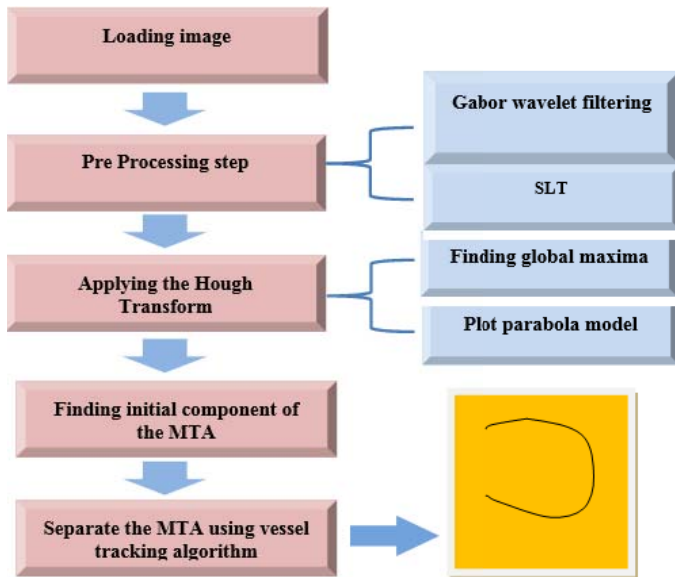 Loading image
Gabor wavelet filtering
Pre Processing step
SLT
Applying the Hough
Transform
Finding global maxima
Plot parabola model
Finding initial component of
the MTA
Separate the MTA using vessel
tracking algorithm